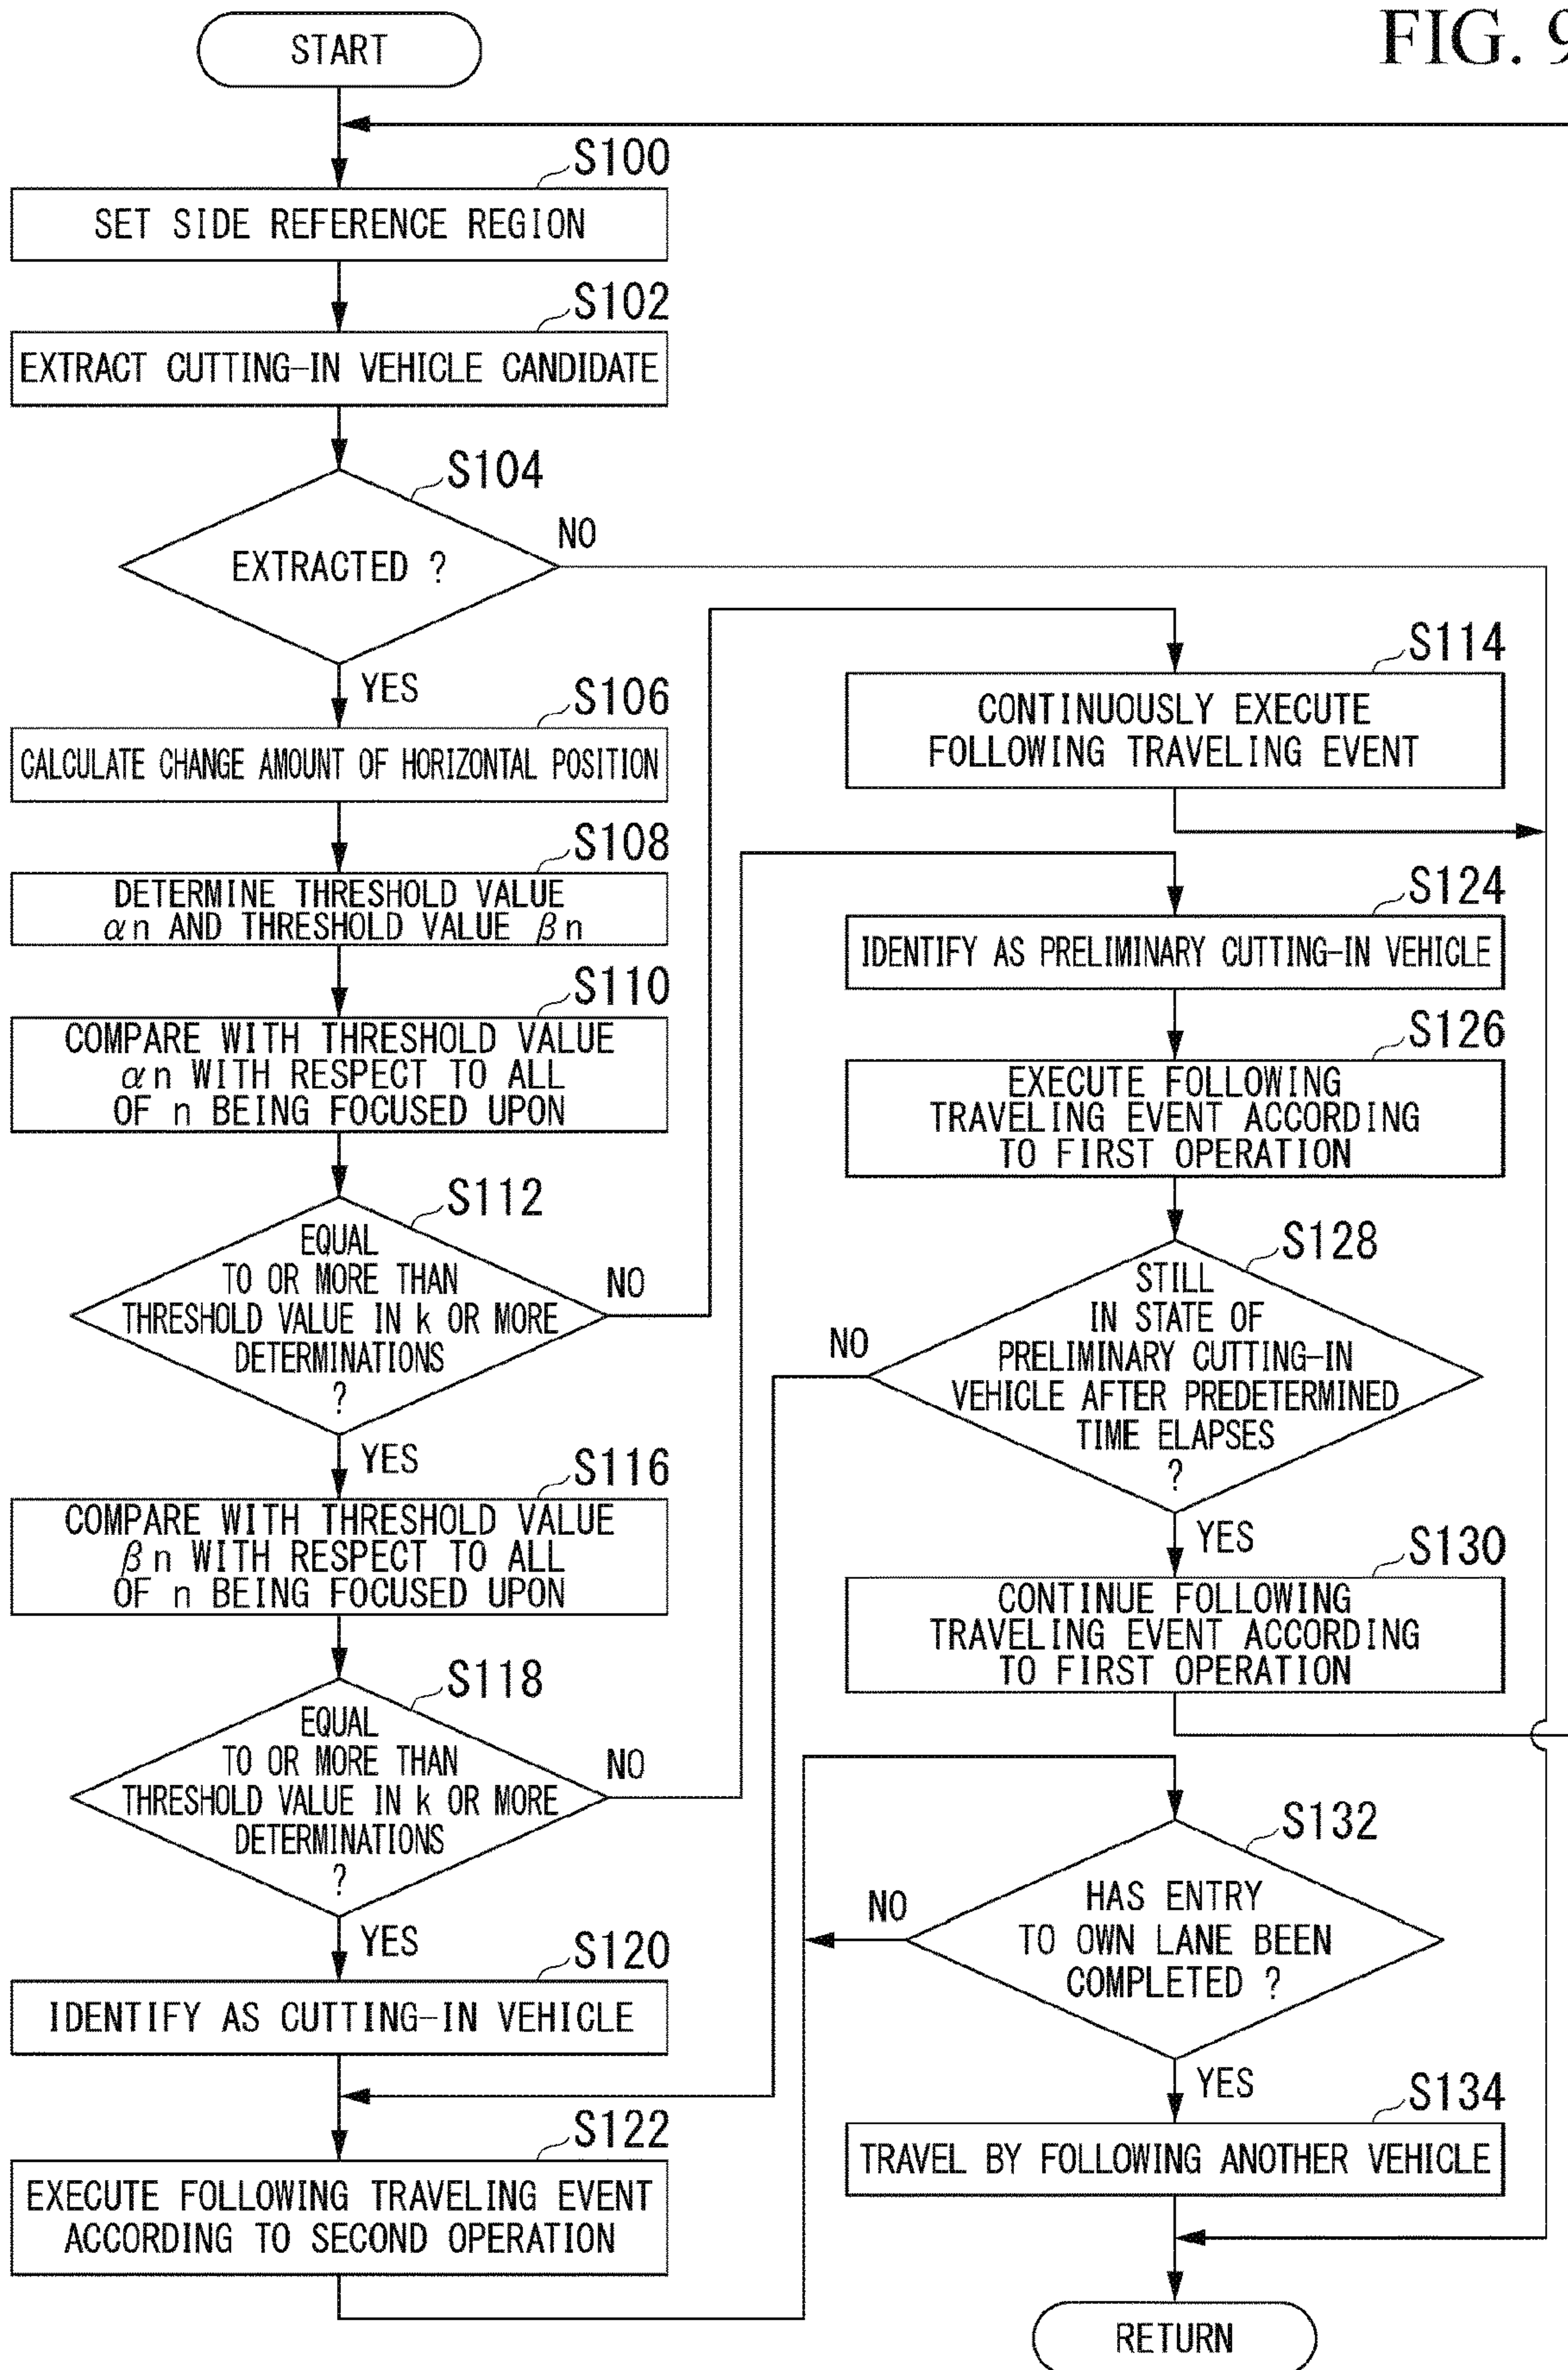 FIG. 9
START
S100
SET SIDE REFERENCE REGION
S102
EXTRACT CUTTING-IN VEHICLE CANDIDATE
S104
EXTRACTED ?
NO
YES
S106
CALCULATE CHANGE AMOUNT OF HORIZONTAL POSITION
S108
DETERMINE THRESHOLD VALUE
αn AND THRESHOLD VALUE βn
S110
COMPARE WITH THRESHOLD VALUE
αn WITH RESPECT TO ALL
OF n BEING FOCUSED UPON
S112
EQUAL
TO OR MORE THAN
THRESHOLD VALUE IN k OR MORE
DETERMINATIONS
?
NO
YES
S116
COMPARE WITH THRESHOLD VALUE
βn WITH RESPECT TO ALL
OF n BEING FOCUSED UPON
S118
EQUAL
TO OR MORE THAN
THRESHOLD VALUE IN k OR MORE
DETERMINATIONS
?
NO
YES
S120
IDENTIFY AS CUTTING-IN VEHICLE
S122
EXECUTE FOLLOWING TRAVELING EVENT
ACCORDING TO SECOND OPERATION
S114
CONTINUOUSLY EXECUTE
FOLLOWING TRAVELING EVENT
S124
IDENTIFY AS PRELIMINARY CUTTING-IN VEHICLE
S126
EXECUTE FOLLOWING
TRAVELING EVENT ACCORDING
TO FIRST OPERATION
S128
STILL
IN STATE OF
PRELIMINARY CUTTING-IN
VEHICLE AFTER PREDETERMINED
TIME ELAPSES
?
NO
YES
S130
CONTINUE FOLLOWING
TRAVELING EVENT ACCORDING
TO FIRST OPERATION
S132
HAS ENTRY
TO OWN LANE BEEN
COMPLETED ?
NO
YES
S134
TRAVEL BY FOLLOWING ANOTHER VEHICLE
RETURN